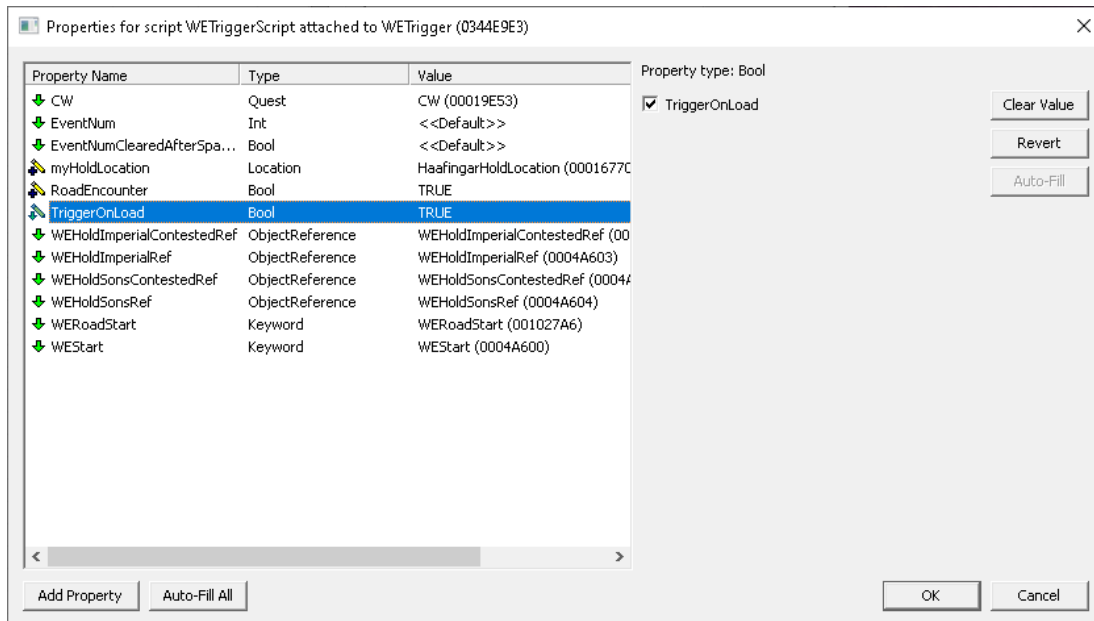 Properties for script WETriggerScript attached to WETrigger (0344E9E3)
Property Name Type Value
CW Quest CW (00019E53)
EventNum Int <<Default>>
EventNumClearedAfterSpa... Bool <<Default>>
myHoldLocation Location HaafingarHoldLocation (00016770
RoadEncounter Bool TRUE
TriggerOnLoad Bool TRUE
WEHoldImperialContestedRef ObjectReference WEHoldImperialContestedRef (00
WEHoldImperialRef ObjectReference WEHoldImperialRef (0004A603)
WEHoldSonsContestedRef ObjectReference WEHoldSonsContestedRef (0004A
WEHoldSonsRef ObjectReference WEHoldSonsRef (0004A604)
WERoadStart Keyword WERoadStart (001027A6)
WEStart Keyword WEStart (0004A600)
Property type: Bool
TriggerOnLoad
Clear Value
Revert
Auto-Fill
Add Property
Auto-Fill All
OK
Cancel